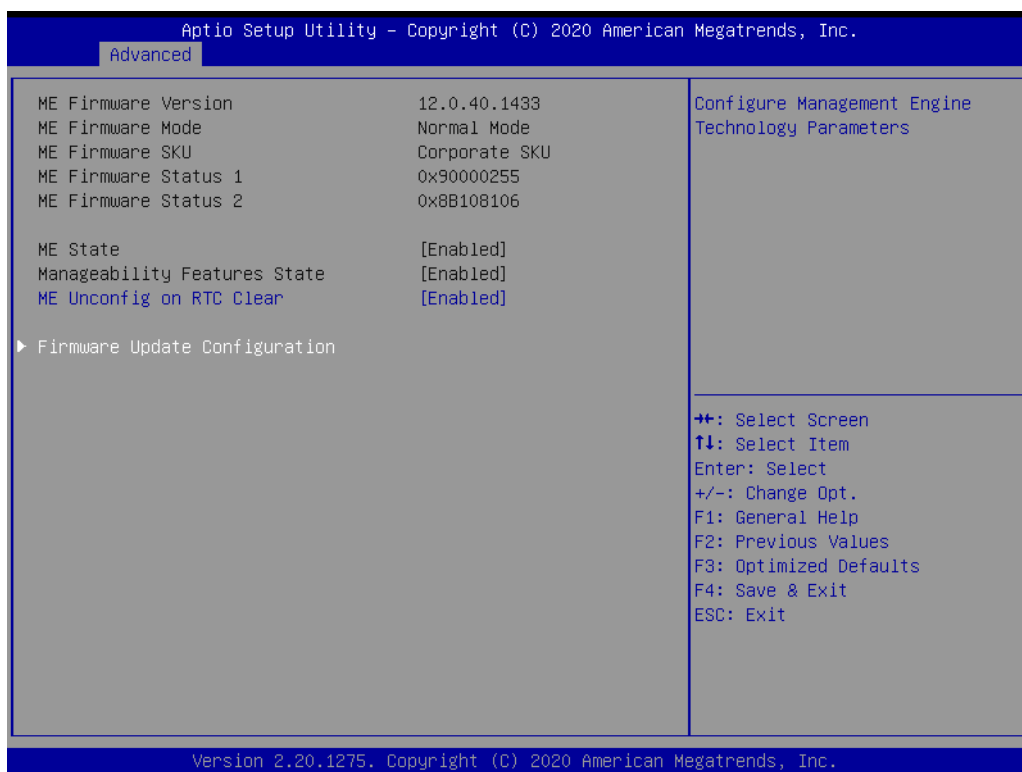 Aptio Setup Utility – Copyright (C) 2020 American Megatrends, Inc.
Advanced
ME Firmware Version 12.0.40.1433
ME Firmware Mode Normal Mode
ME Firmware SKU Corporate SKU
ME Firmware Status 1 0x90000255
ME Firmware Status 2 0x8B108106
ME State [Enabled]
Manageability Features State [Enabled]
ME Unconfig on RTC Clear [Enabled]
▶ Firmware Update Configuration
Configure Management Engine
Technology Parameters
→←: Select Screen
↑↓: Select Item
Enter: Select
+/-: Change Opt.
F1: General Help
F2: Previous Values
F3: Optimized Defaults
F4: Save & Exit
ESC: Exit
Version 2.20.1275. Copyright (C) 2020 American Megatrends, Inc.